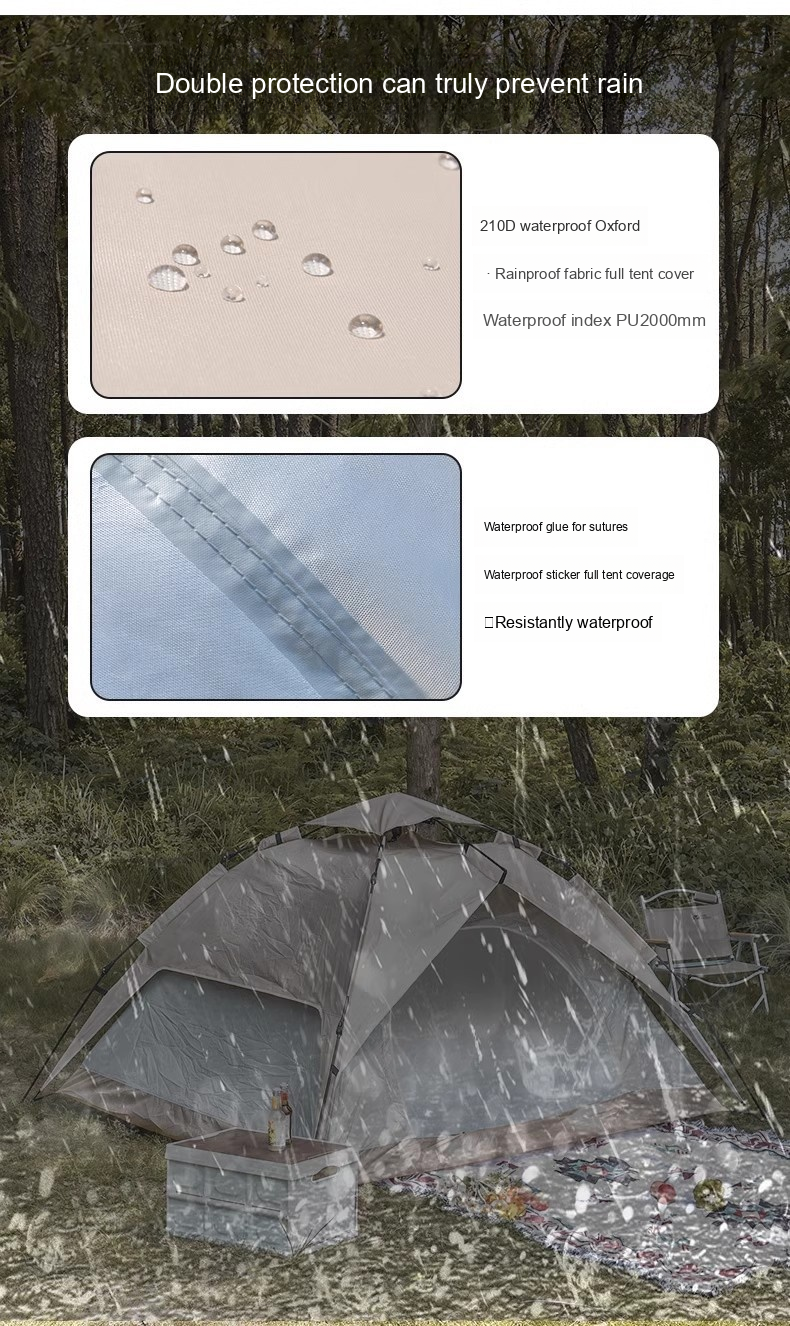 Double protection can truly prevent rain
210D waterproof Oxford
· Rainproof fabric full tent cover
Waterproof index PU2000mm
Waterproof glue for sutures
Waterproof sticker full tent coverage
□Resistantly waterproof